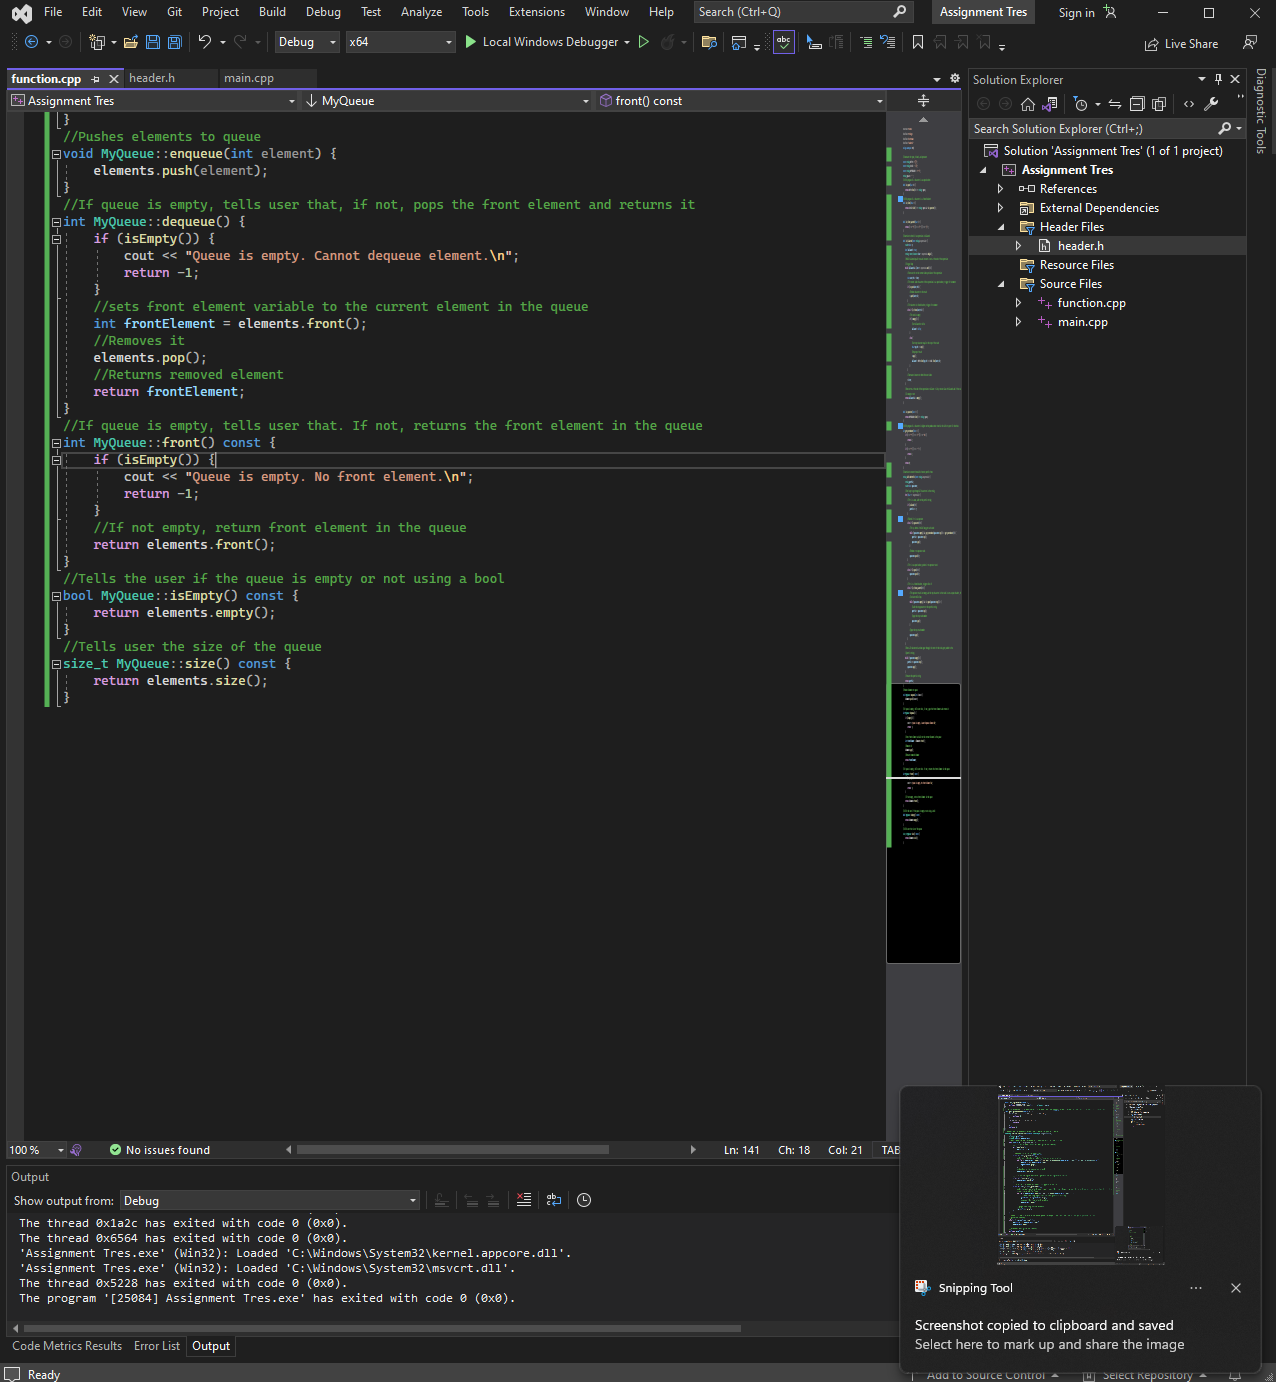 File Edit View Git Project Build Debug Test Analyze Tools Extensions Window Help Search (Ctrl+Q) Assignment Tres Sign in
Debug x64 Local Windows Debugger abc Live Share
function.cpp header.h main.cpp
Assignment Tres MyQueue front() const
}
//Pushes elements to queue
void MyQueue::enqueue(int element) {
elements.push(element);
}
//If queue is empty, tells user that, if not, pops the front element and returns it
int MyQueue::dequeue() {
if (isEmpty()) {
cout << "Queue is empty. Cannot dequeue element.\n";
return -1;
}
//sets front element variable to the current element in the queue
int frontElement = elements.front();
//Removes it
elements.pop();
//Returns removed element
return frontElement;
}
//If queue is empty, tells user that. If not, returns the front element in the queue
int MyQueue::front() const {
if (isEmpty()) {
cout << "Queue is empty. No front element.\n";
return -1;
}
//If not empty, return front element in the queue
return elements.front();
}
//Tells the user if the queue is empty or not using a bool
bool MyQueue::isEmpty() const {
return elements.empty();
}
//Tells user the size of the queue
size_t MyQueue::size() const {
return elements.size();
}
Solution Explorer
Search Solution Explorer (Ctrl+;)
Solution 'Assignment Tres' (1 of 1 project)
Assignment Tres
References
External Dependencies
Header Files
header.h
Resource Files
Source Files
function.cpp
main.cpp
Diagnostic Tools
100 % No issues found Ln: 141 Ch: 18 Col: 21 TAB
Output
Show output from: Debug
The thread 0x1a2c has exited with code 0 (0x0).
The thread 0x6564 has exited with code 0 (0x0).
'Assignment Tres.exe' (Win32): Loaded 'C:\Windows\System32\kernel.appcore.dll'.
'Assignment Tres.exe' (Win32): Loaded 'C:\Windows\System32\msvcrt.dll'.
The thread 0x5228 has exited with code 0 (0x0).
The program '[25084] Assignment Tres.exe' has exited with code 0 (0x0).
Code Metrics Results Error List Output
Snipping Tool
Screenshot copied to clipboard and saved
Select here to mark up and share the image
Ready Add to Source Control Select Repository